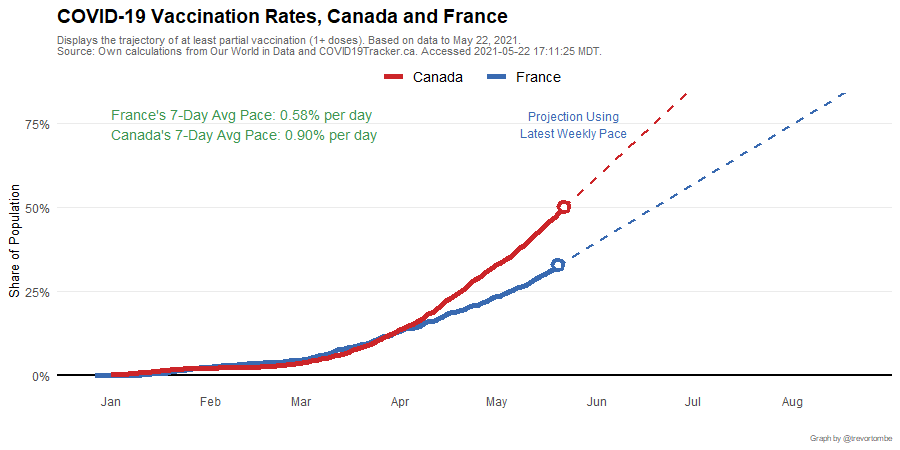 COVID-19 Vaccination Rates, Canada and France
Displays the trajectory of at least partial vaccination (1+ doses). Based on data to May 22, 2021.
Source: Own calculations from Our World in Data and COVID19Tracker.ca. Accessed 2021-05-22 17:11:25 MDT.
Canada France
France's 7-Day Avg Pace: 0.58% per day
Canada's 7-Day Avg Pace: 0.90% per day
Projection Using
Latest Weekly Pace
Share of Population
75%
50%
25%
0%
Jan Feb Mar Apr May Jun Jul Aug
Graph by @trevortombe